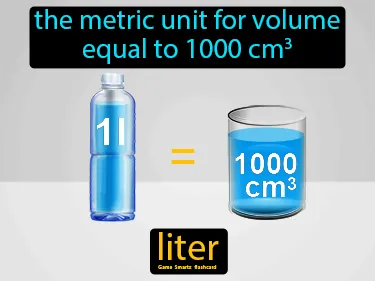 the metric unit for volume
equal to 1000 cm³
1l
=
1000
cm³
liter
Game Smartz flashcard